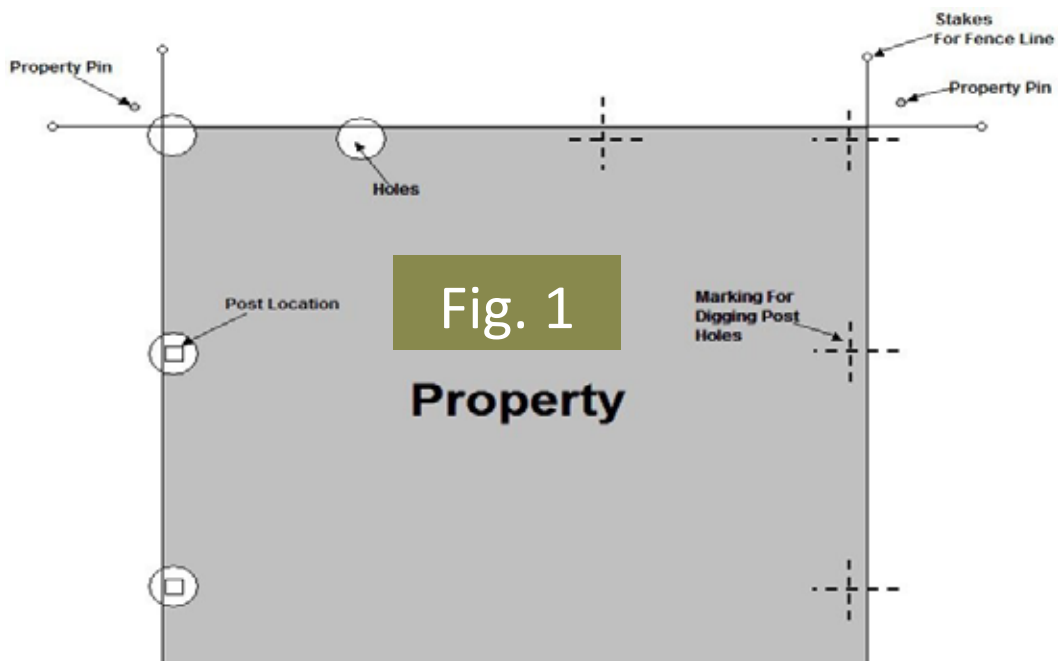 Stakes
For Fence Line
Property Pin
Property Pin
Holes
Post Location
Fig. 1
Marking For
Digging Post
Holes
Property